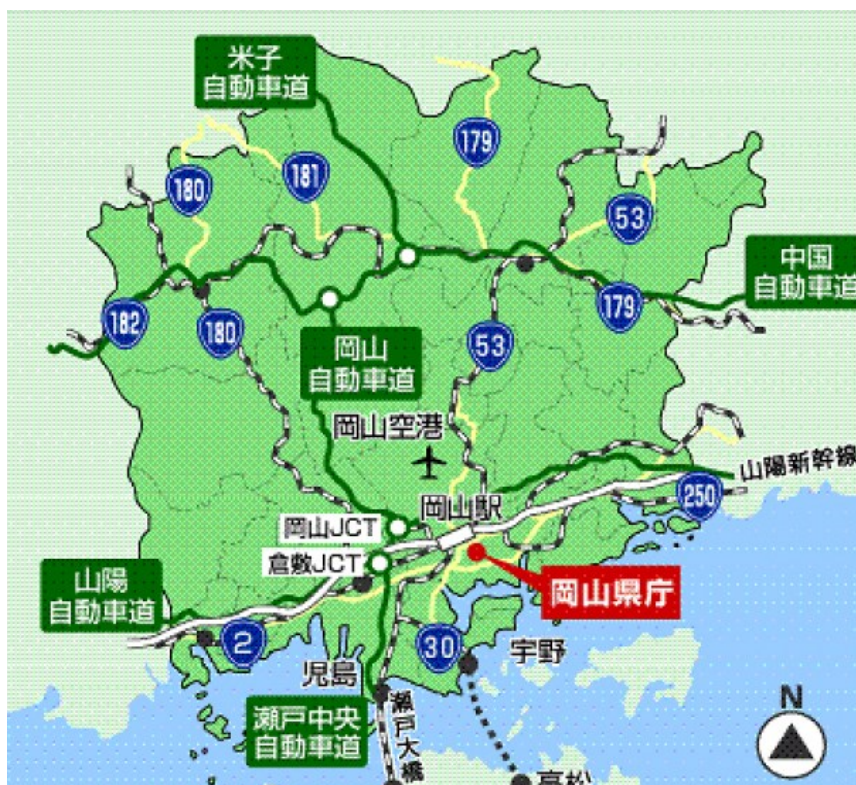 米子
自動車道
179
180
181
53
中国
自動車道
182
180
179
53
岡山
自動車道
岡山空港
山陽新幹線
岡山駅
250
岡山JCT
倉敷JCT
岡山県庁
山陽
自動車道
2
30
宇野
児島
瀬戸中央
自動車道
瀬戸大橋
N
高松